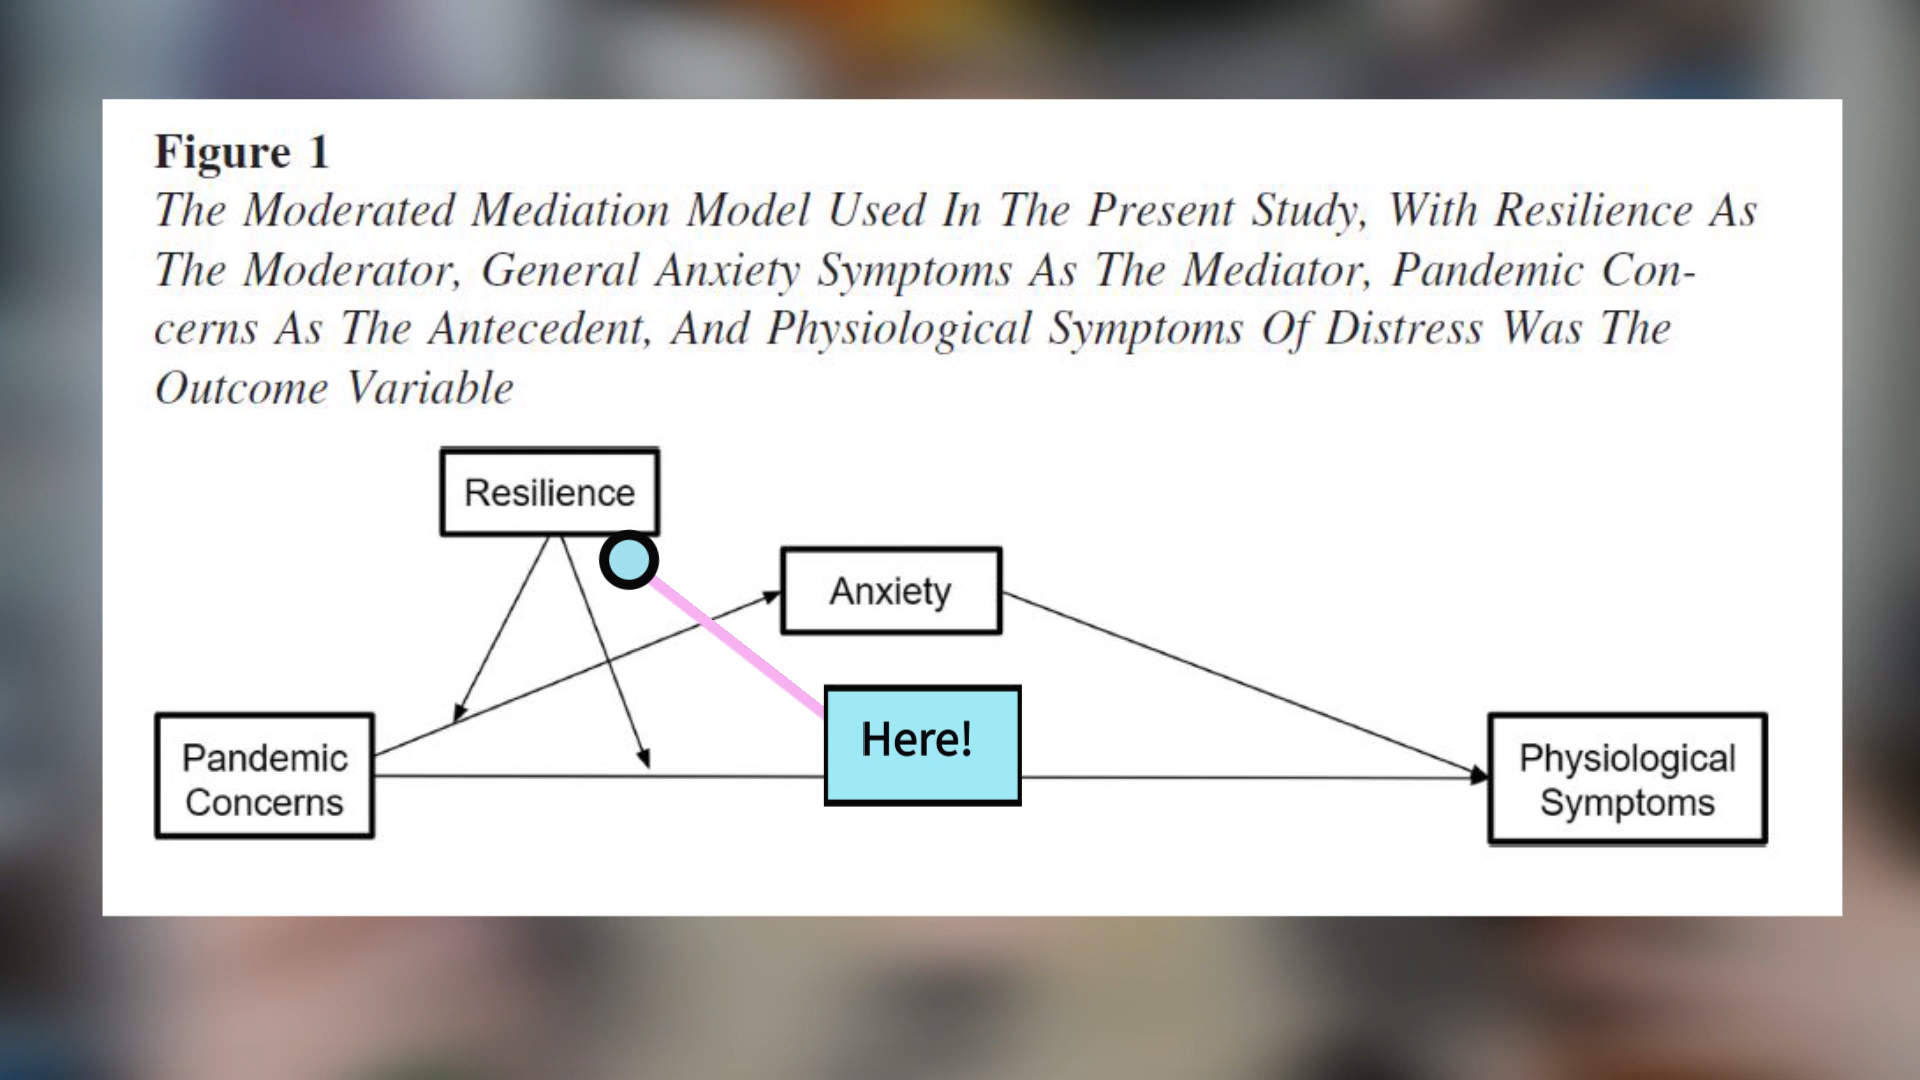 Figure 1
The Moderated Mediation Model Used In The Present Study, With Resilience As
The Moderator, General Anxiety Symptoms As The Mediator, Pandemic Con-
cerns As The Antecedent, And Physiological Symptoms Of Distress Was The
Outcome Variable
Resilience
Anxiety
Here!
Pandemic
Concerns
Physiological
Symptoms